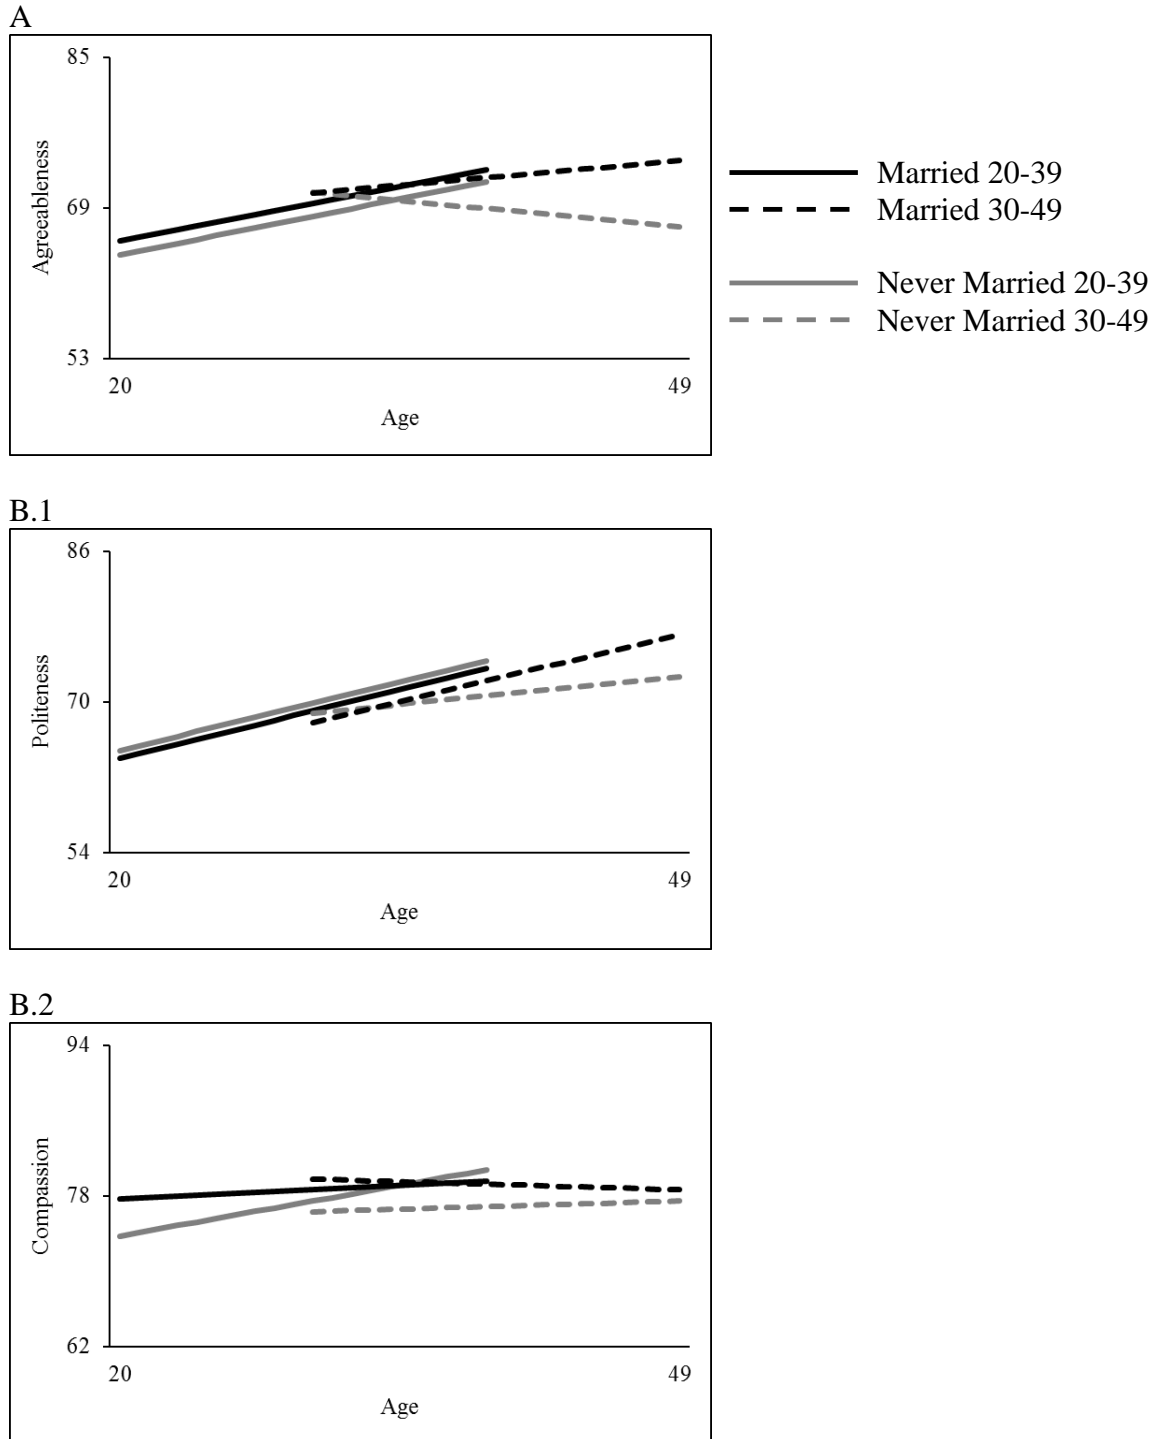 A
85
69
53
Agreeableness
20
49
Age
Married 20-39
Married 30-49
Never Married 20-39
Never Married 30-49
B.1
86
70
54
Politeness
20
49
Age
B.2
94
78
62
Compassion
20
49
Age